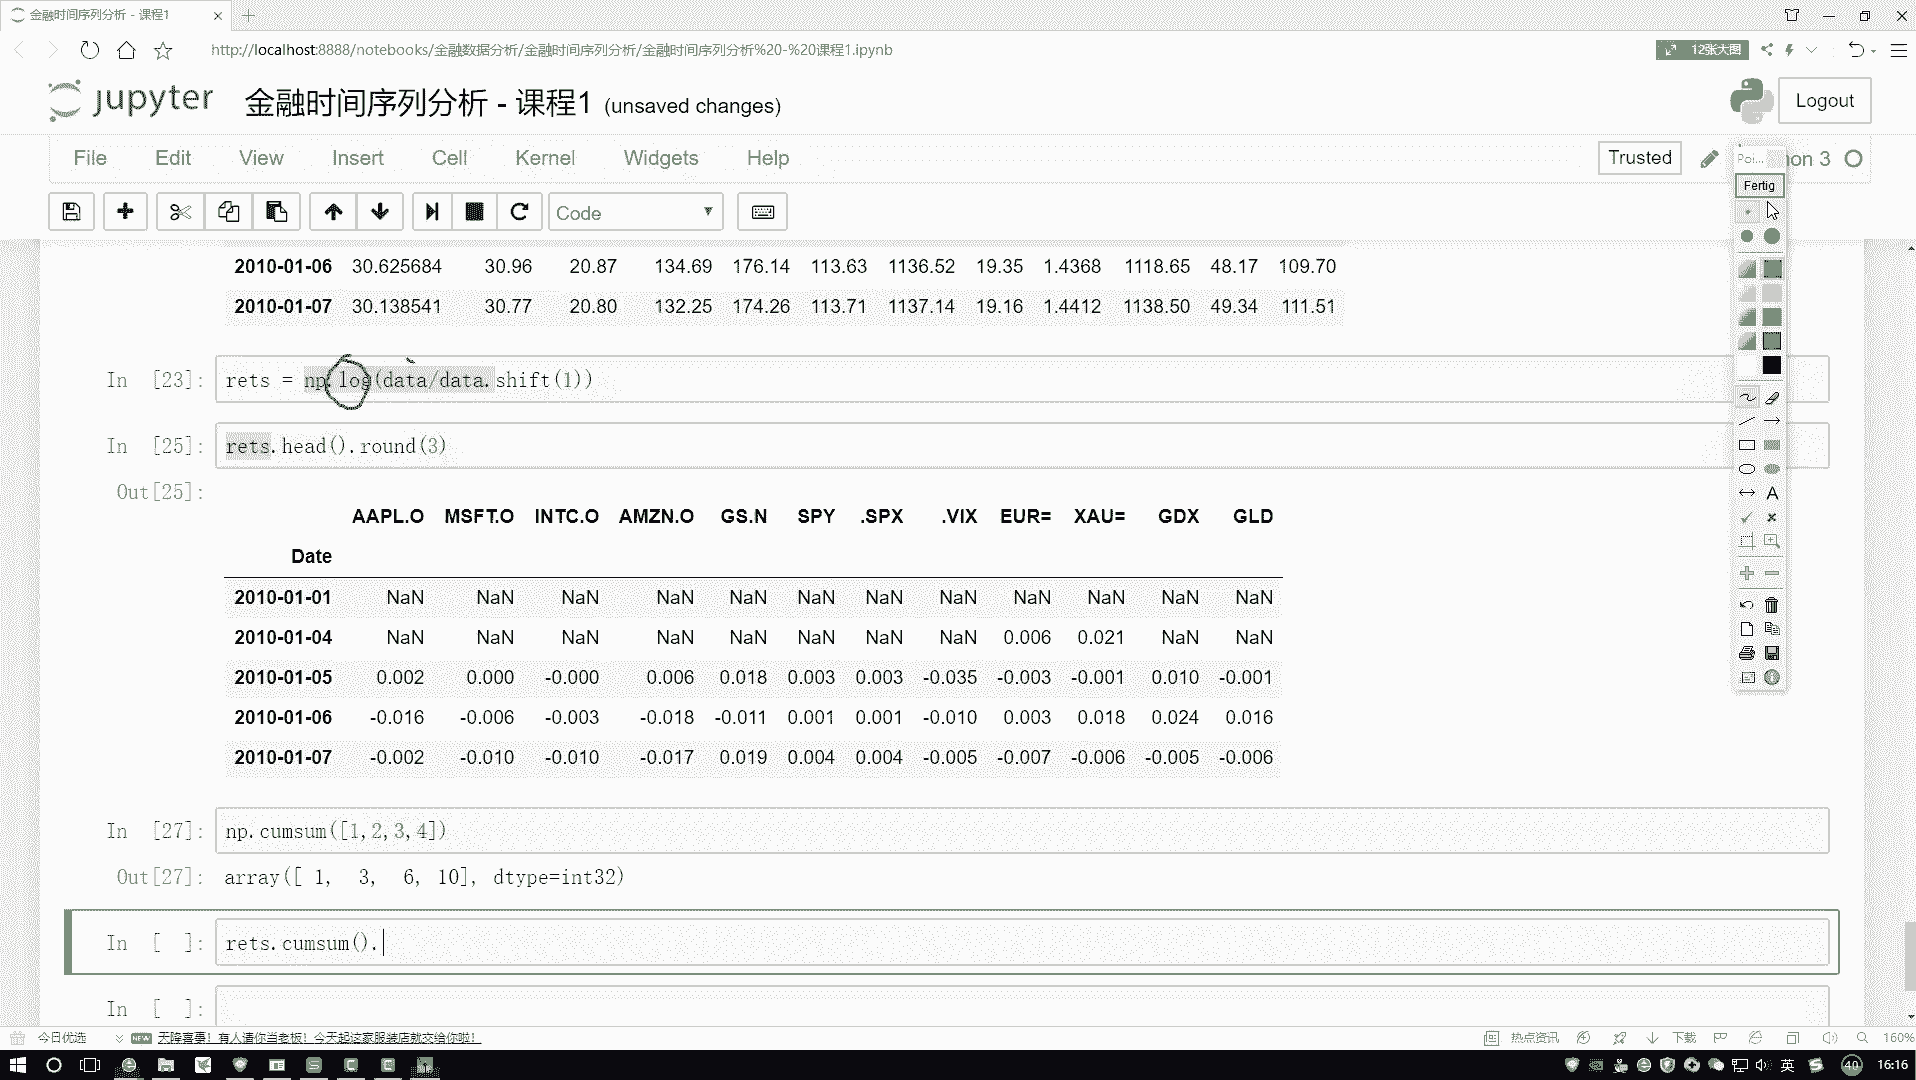 金融时间序列分析 - 课程1
http://localhost:8888/notebooks/金融数据分析/金融时间序列分析/金融时间序列分析%20-%20课程1.ipynb
12张大图
jupyter 金融时间序列分析 - 课程1 (unsaved changes)
Logout
File Edit View Insert Cell Kernel Widgets Help
Trusted
Poi...
on 3
Fertig
Code
2010-01-06 30.625684 30.96 20.87 134.69 176.14 113.63 1136.52 19.35 1.4368 1118.65 48.17 109.70
2010-01-07 30.138541 30.77 20.80 132.25 174.26 113.71 1137.14 19.16 1.4412 1138.50 49.34 111.51
In [23]: rets = np.log(data/data.shift(1))
In [25]: rets.head().round(3)
Out[25]:
AAPL.O MSFT.O INTC.O AMZN.O GS.N SPY .SPX .VIX EUR= XAU= GDX GLD
Date
2010-01-01 NaN NaN NaN NaN NaN NaN NaN NaN NaN NaN NaN NaN
2010-01-04 NaN NaN NaN NaN NaN NaN NaN NaN 0.006 0.021 NaN NaN
2010-01-05 0.002 0.000 -0.000 0.006 0.018 0.003 0.003 -0.035 -0.003 -0.001 0.010 -0.001
2010-01-06 -0.016 -0.006 -0.003 -0.018 -0.011 0.001 0.001 -0.010 0.003 0.018 0.024 0.016
2010-01-07 -0.002 -0.010 -0.010 -0.017 0.019 0.004 0.004 -0.005 -0.007 -0.006 -0.005 -0.006
In [27]: np.cumsum([1,2,3,4])
Out[27]: array([ 1, 3, 6, 10], dtype=int32)
In [ ]: rets.cumsum().
In [ ]:
今日优选
NEW 天降喜事！有人请你当老板！今天起这家服装店就交给你啦！
热点资讯
下载
160%
英
40
16:16